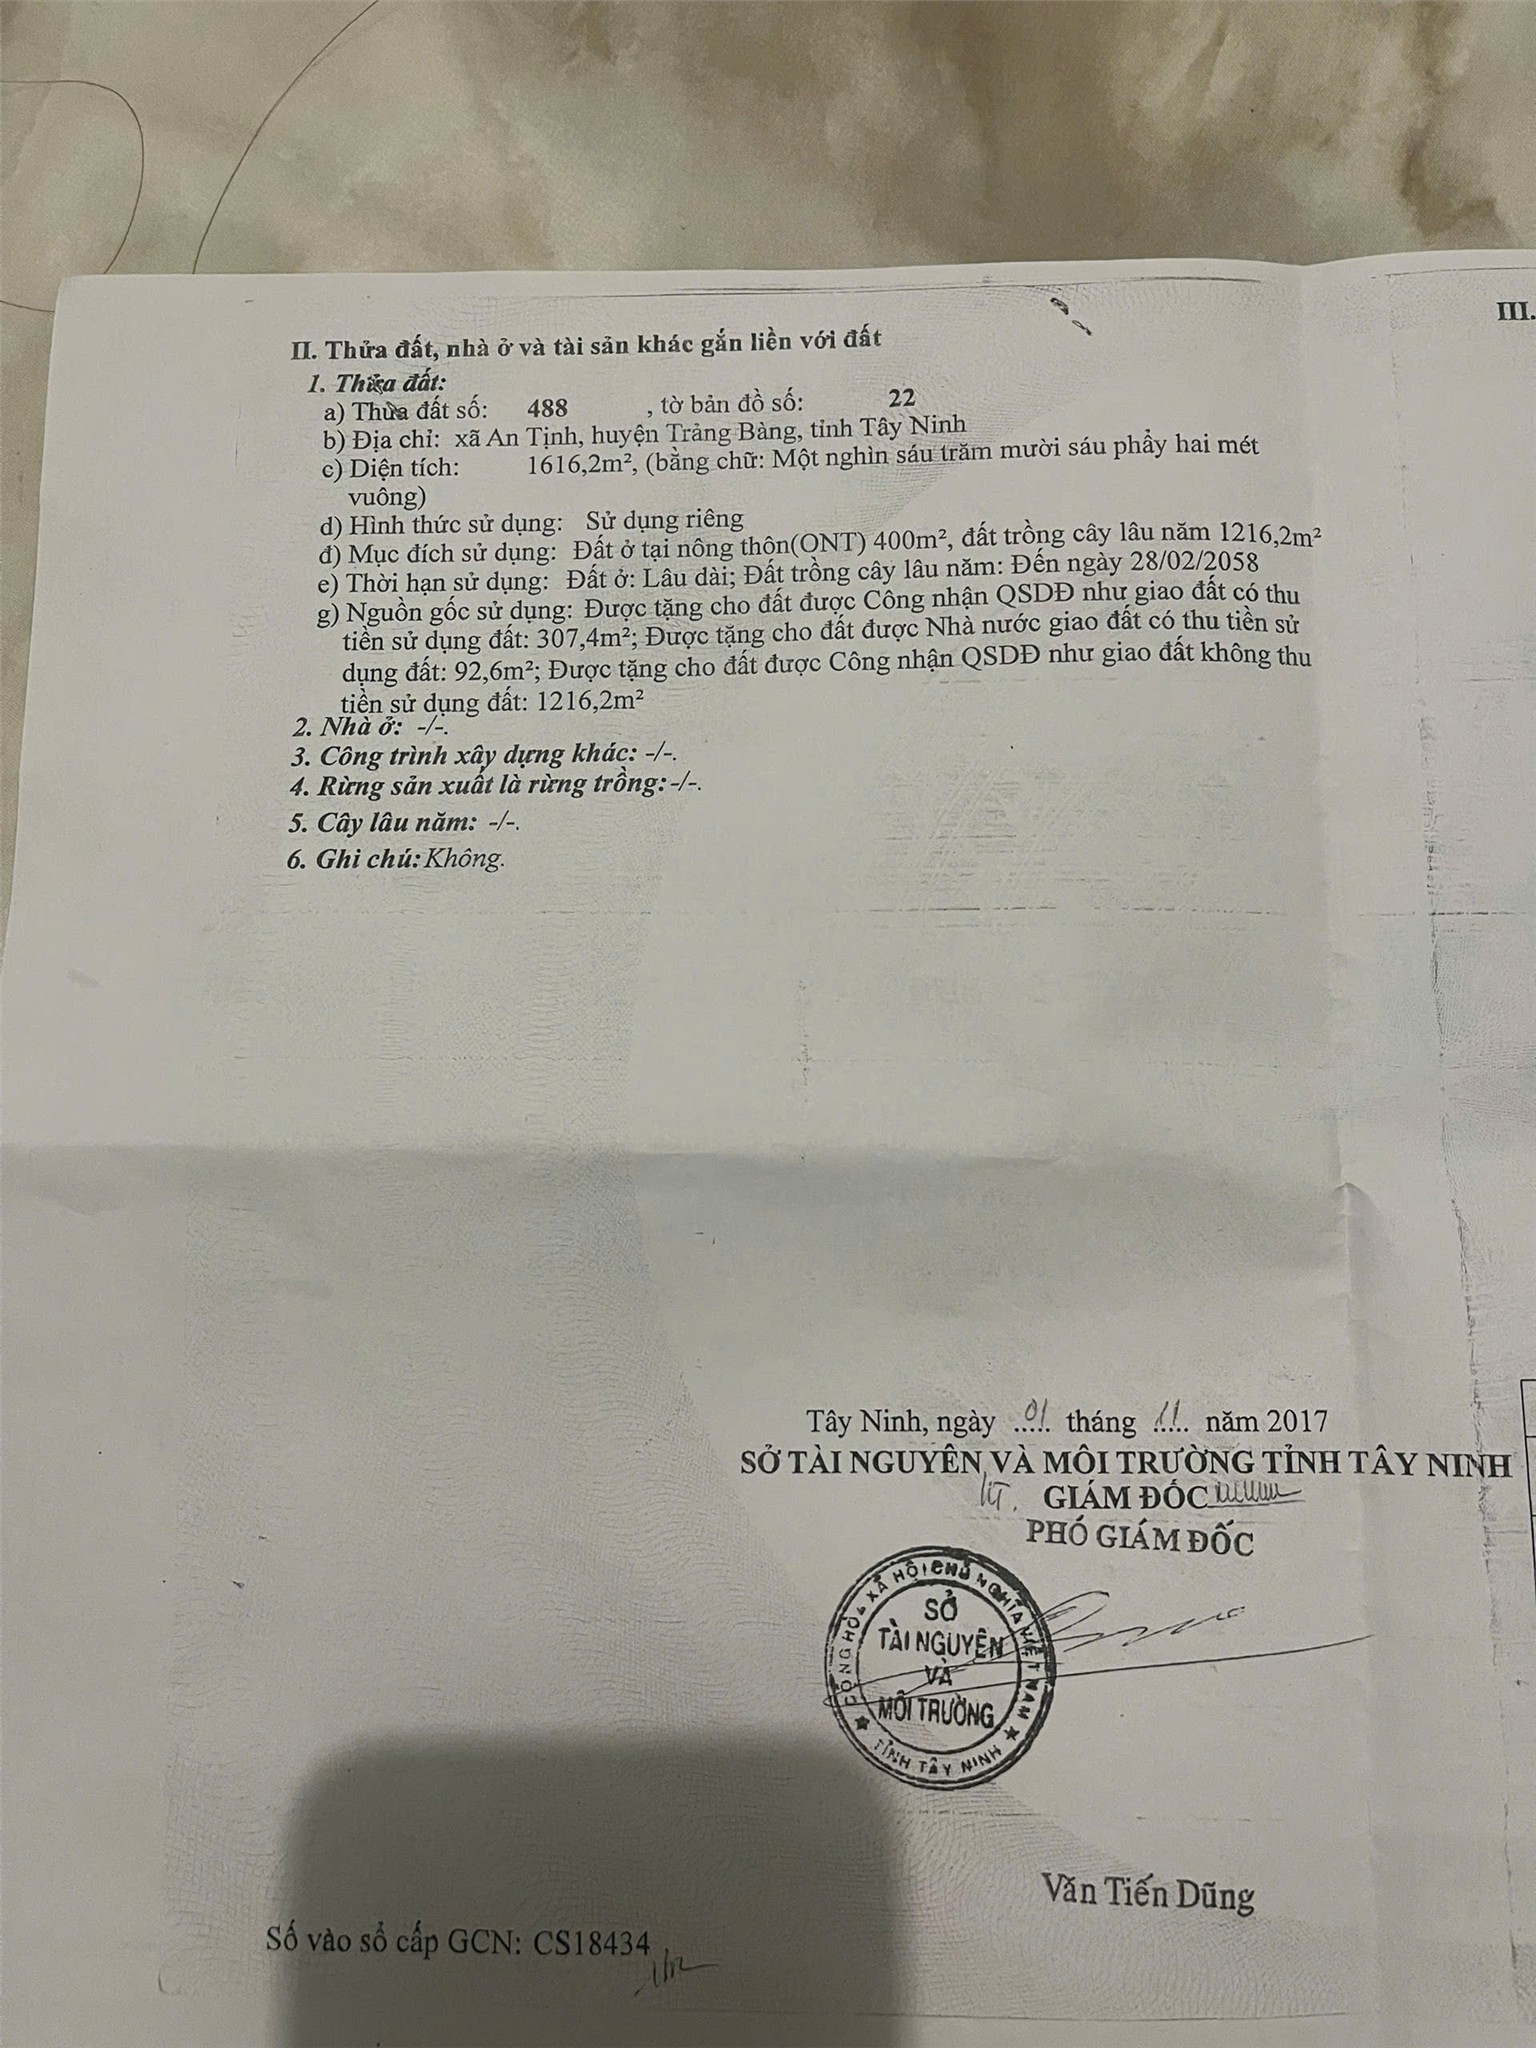 III.
II. Thửa đất, nhà ở và tài sản khác gắn liền với đất
1. Thửa đất:
a) Thửa đất số: 488 , tờ bản đồ số: 22
b) Địa chỉ: xã An Tịnh, huyện Trảng Bàng, tỉnh Tây Ninh
c) Diện tích: 1616,2m², (bằng chữ: Một nghìn sáu trăm mười sáu phẩy hai mét
vuông)
d) Hình thức sử dụng: Sử dụng riêng
đ) Mục đích sử dụng: Đất ở tại nông thôn(ONT) 400m², đất trồng cây lâu năm 1216,2m²
e) Thời hạn sử dụng: Đất ở: Lâu dài; Đất trồng cây lâu năm: Đến ngày 28/02/2058
g) Nguồn gốc sử dụng: Được tặng cho đất được Công nhận QSDĐ như giao đất có thu
tiền sử dụng đất: 307,4m²; Được tặng cho đất được Nhà nước giao đất có thu tiền sử
dụng đất: 92,6m²; Được tặng cho đất được Công nhận QSDĐ như giao đất không thu
tiền sử dụng đất: 1216,2m²
2. Nhà ở: -/-.
3. Công trình xây dựng khác: -/-.
4. Rừng sản xuất là rừng trồng: -/-.
5. Cây lâu năm: -/-.
6. Ghi chú: Không.
Tây Ninh, ngày 01 tháng 11 năm 2017
SỞ TÀI NGUYÊN VÀ MÔI TRƯỜNG TỈNH TÂY NINH
KT. GIÁM ĐỐC
PHÓ GIÁM ĐỐC
CỘNG HÒA XÃ HỘI CHỦ NGHĨA VIỆT NAM
SỞ
TÀI NGUYÊN
VÀ
MÔI TRƯỜNG
★ TỈNH TÂY NINH ★
Văn Tiến Dũng
Số vào sổ cấp GCN: CS18434